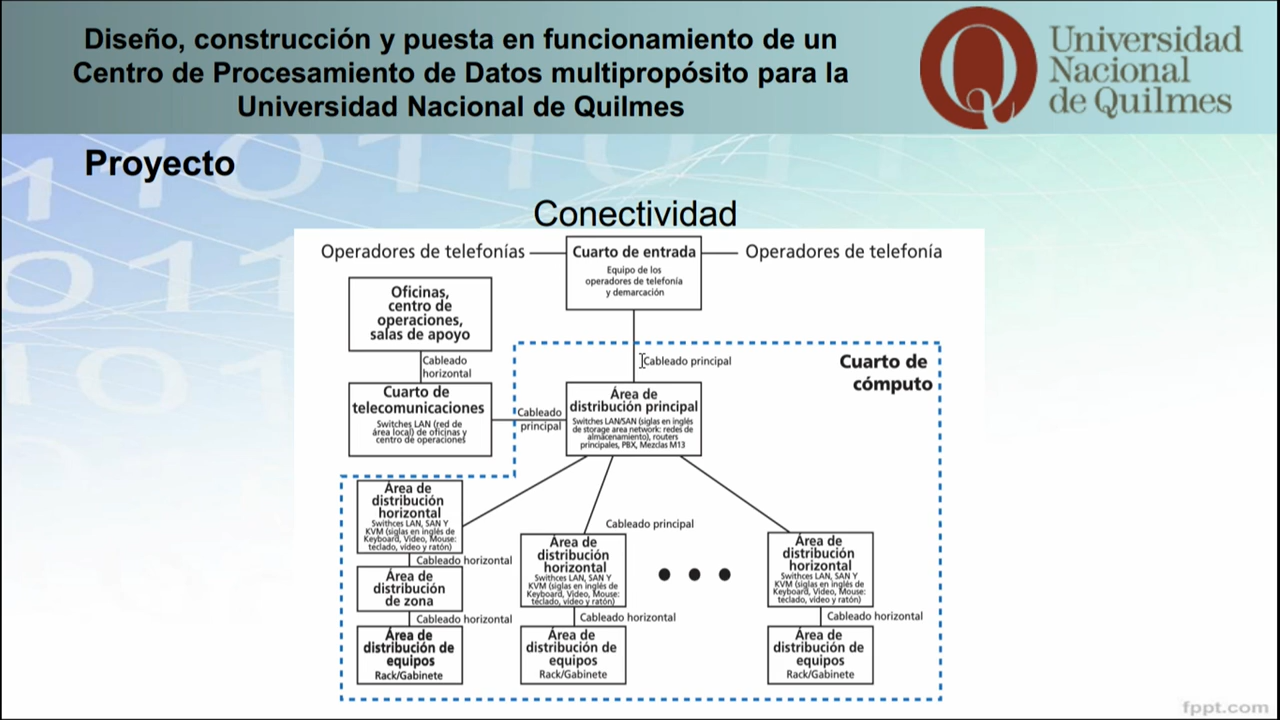 Diseño, construcción y puesta en funcionamiento de un
Centro de Procesamiento de Datos multipropósito para la
Universidad Nacional de Quilmes
Universidad
Nacional
de Quilmes
Proyecto
Conectividad
Operadores de telefonías
Cuarto de entrada
Equipo de los
operadores de telefonía
y demarcación
Operadores de telefonía
Oficinas,
centro de
operaciones,
salas de apoyo
Cableado
horizontal
Cableado principal
Cuarto de
cómputo
Cuarto de
telecomunicaciones
Switches LAN (red de
área local) de oficinas y
centro de operaciones
Cableado
principal
Área de
distribución principal
Switches LAN/SAN (siglas en inglés
de storage area network: redes de
almacenamiento), routers
principales, PBX, Mezclas M13
Área de
distribución
horizontal
Swithces LAN, SAN Y
KVM (siglas en inglés de
Keyboard, Video, Mouse:
teclado, video y ratón)
Cableado horizontal
Área de
distribución
de zona
Cableado horizontal
Área de
distribución de
equipos
Rack/Gabinete
Cableado principal
Área de
distribución
horizontal
Swithces LAN, SAN Y
KVM (siglas en inglés de
Keyboard, Video, Mouse:
teclado, video y ratón)
Cableado horizontal
Área de
distribución de
equipos
Rack/Gabinete
Área de
distribución
horizontal
Swithces LAN, SAN Y
KVM (siglas en inglés de
Keyboard, Video, Mouse:
teclado, video y ratón)
Cableado horizontal
Área de
distribución de
equipos
Rack/Gabinete
fppt.com